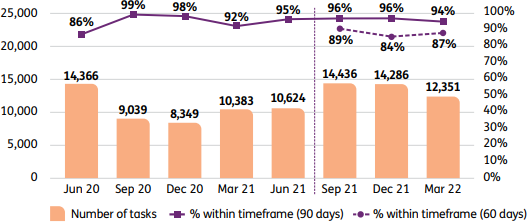 25,000 99% 98% 96% 96% 100%
86% 92% 95% 94% 90%
20,000 89% 84% 87% 80%
70%
15,000 14,366 14,436 14,286 60%
10,383 10,624 12,351 50%
10,000 9,039 8,349 40%
30%
5,000 20%
10%
0 0%
Jun 20 Sep 20 Dec 20 Mar 21 Jun 21 Sep 21 Dec 21 Mar 22
Number of tasks % within timeframe (90 days) % within timeframe (60 days)